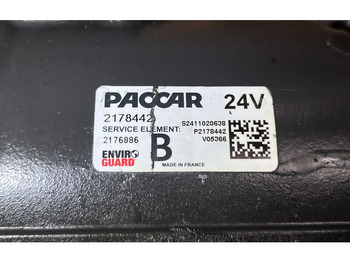 PACCAR 24V
2178442 S2411020638
SERVICE ELEMENT: P2178442
2176886 B V05366
ENVIRO GUARD MADE IN FRANCE